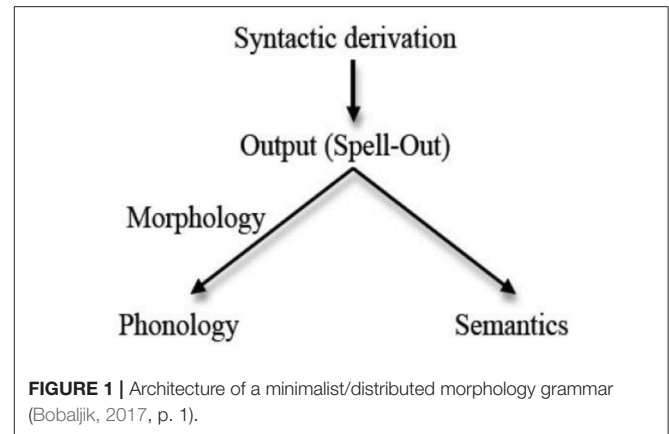 Syntactic derivation
Output (Spell-Out)
Morphology
Phonology Semantics
FIGURE 1 | Architecture of a minimalist/distributed morphology grammar
(Bobaljik, 2017, p. 1).